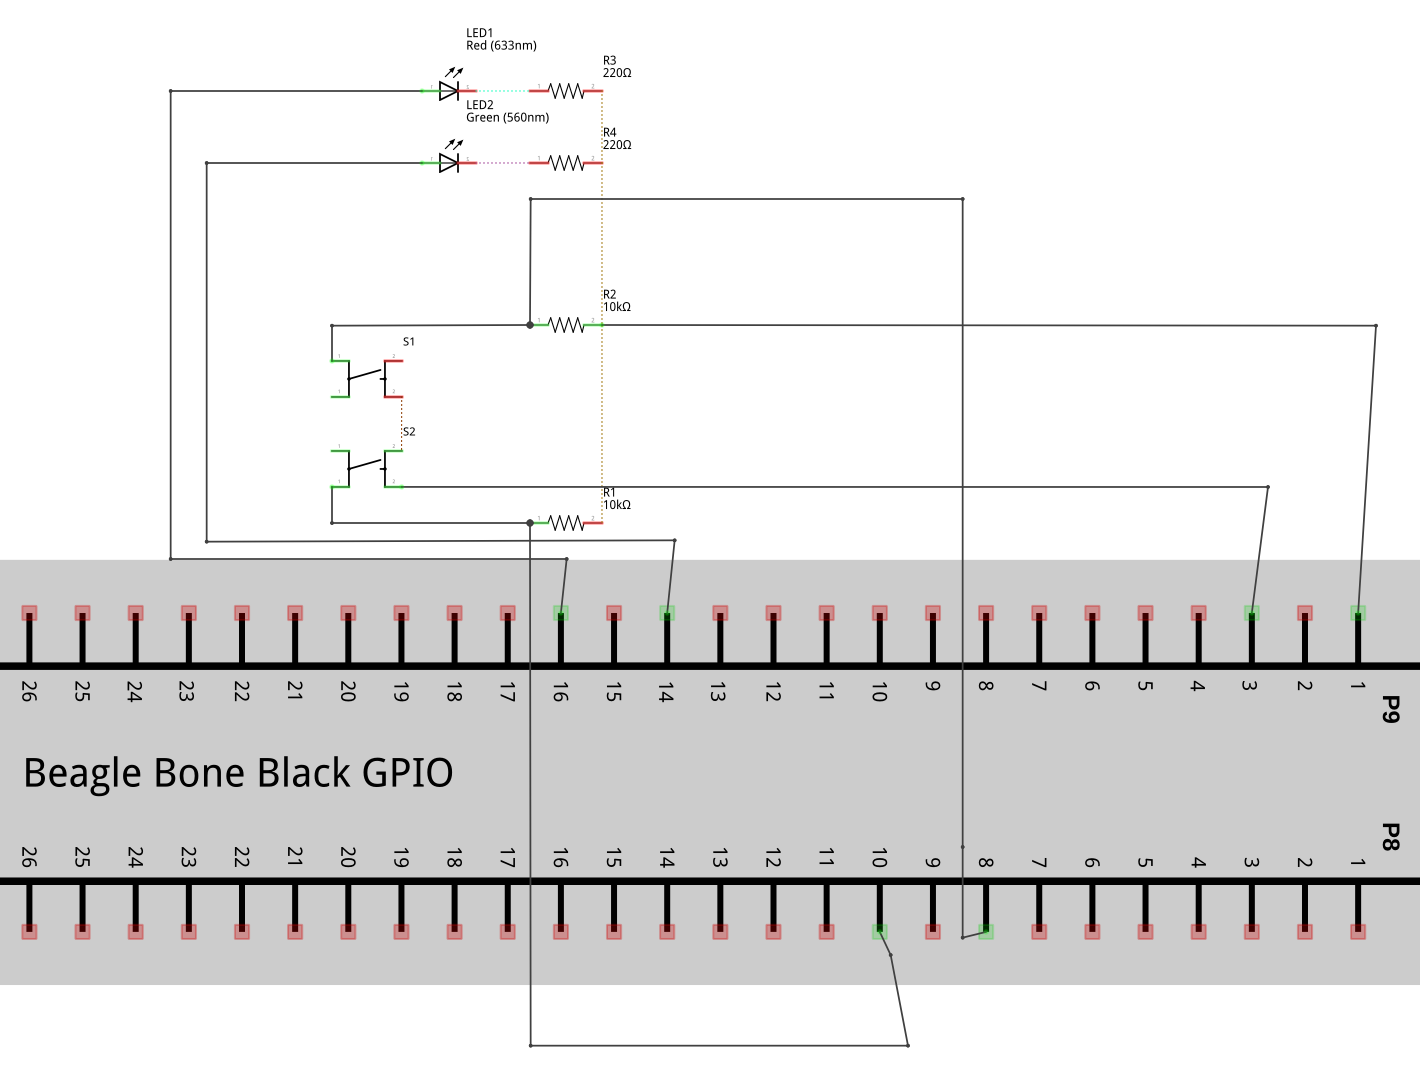 LED1
Red (633nm)
R3
220Ω
LED2
Green (560nm)
R4
220Ω
R2
10kΩ
S1
S2
R1
10kΩ
26 25 24 23 22 21 20 19 18 17 16 15 14 13 12 11 10 9 8 7 6 5 4 3 2 1
P9
Beagle Bone Black GPIO
P8
26 25 24 23 22 21 20 19 18 17 16 15 14 13 12 11 10 9 8 7 6 5 4 3 2 1